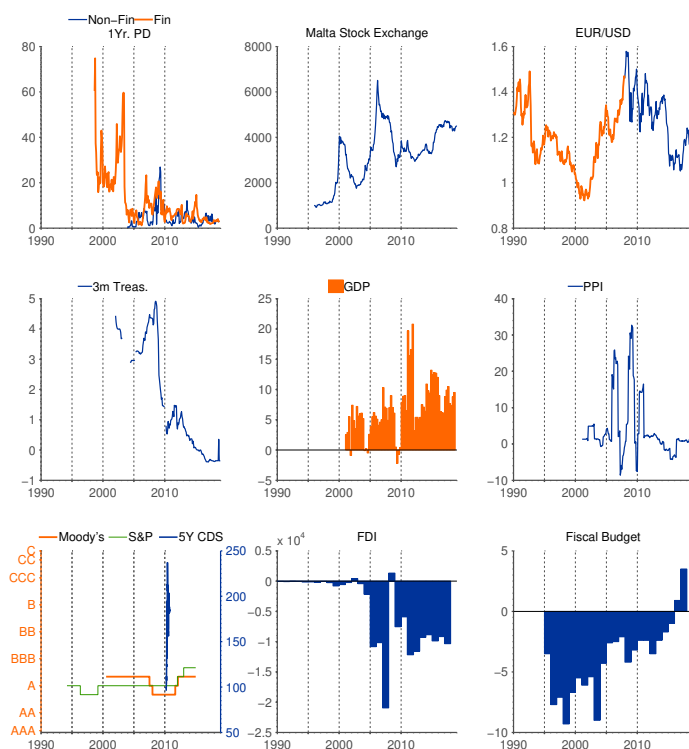 Non−Fin Fin
1Yr. PD
80
60
40
20
0
1990 2000 2010
Malta Stock Exchange
8000
6000
4000
2000
0
1990 2000 2010
EUR/USD
1.6
1.4
1.2
1
0.8
1990 2000 2010
3m Treas.
5
4
3
2
1
0
−1
1990 2000 2010
GDP
25
20
15
10
5
0
−5
1990 2000 2010
PPI
40
30
20
10
0
−10
1990 2000 2010
Moody's S&P 5Y CDS
C
CC
CCC
B
BB
BBB
A
AA
AAA
250
200
150
100
50
1990 2000 2010
FDI
x 10^4
0.5
0
−0.5
−1
−1.5
−2
−2.5
1990 2000 2010
Fiscal Budget
5
0
−5
−10
1990 2000 2010